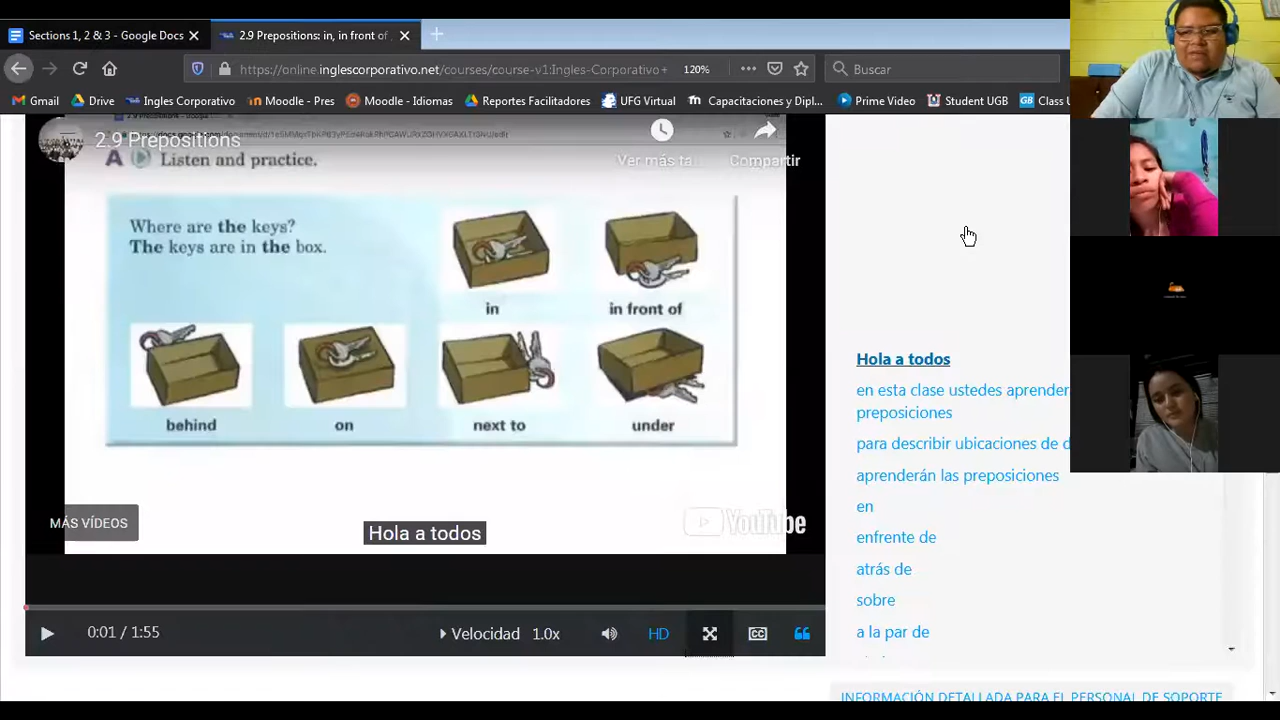 Sections 1, 2 & 3 - Google Docs
2.9 Prepositions: in, in front of
https://online.inglescorporativo.net/courses/course-v1:Ingles-Corporativo+
120%
Buscar
Gmail
Drive
Ingles Corporativo
Moodle - Pres
Moodle - Idiomas
Reportes Facilitadores
UFG Virtual
Capacitaciones y Dipl...
Prime Video
Student UGB
Class
2.9 Prepositions
Ver más ta
Compartir
A Listen and practice.
Where are the keys?
The keys are in the box.
in
in front of
behind
on
next to
under
MÁS VÍDEOS
Hola a todos
YouTube
0:01 / 1:55
Velocidad 1.0x
HD
CC
Hola a todos
en esta clase ustedes aprender
preposiciones
para describir ubicaciones de
aprenderán las preposiciones
en
enfrente de
atrás de
sobre
a la par de
INFORMACIÓN DETALLADA PARA EL PERSONAL DE SOPORTE